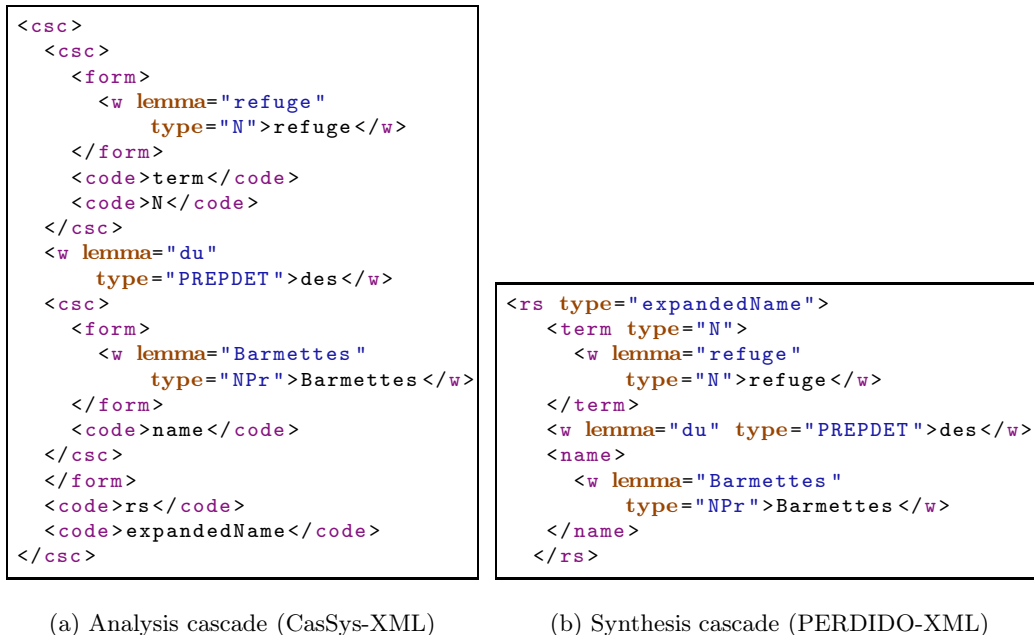 <csc>
  <csc>
    <form>
      <w lemma="refuge"
          type="N">refuge</w>
    </form>
    <code>term</code>
    <code>N</code>
  </csc>
  <w lemma="du"
      type="PREPDET">des</w>
  <csc>
    <form>
      <w lemma="Barmettes"
          type="NPr">Barmettes</w>
    </form>
    <code>name</code>
  </csc>
  </form>
  <code>rs</code>
  <code>expandedName</code>
</csc>
(a) Analysis cascade (CasSys-XML)
<rs type="expandedName">
   <term type="N">
     <w lemma="refuge"
         type="N">refuge</w>
   </term>
   <w lemma="du" type="PREPDET">des</w>
   <name>
     <w lemma="Barmettes"
         type="NPr">Barmettes</w>
   </name>
  </rs>
(b) Synthesis cascade (PERDIDO-XML)